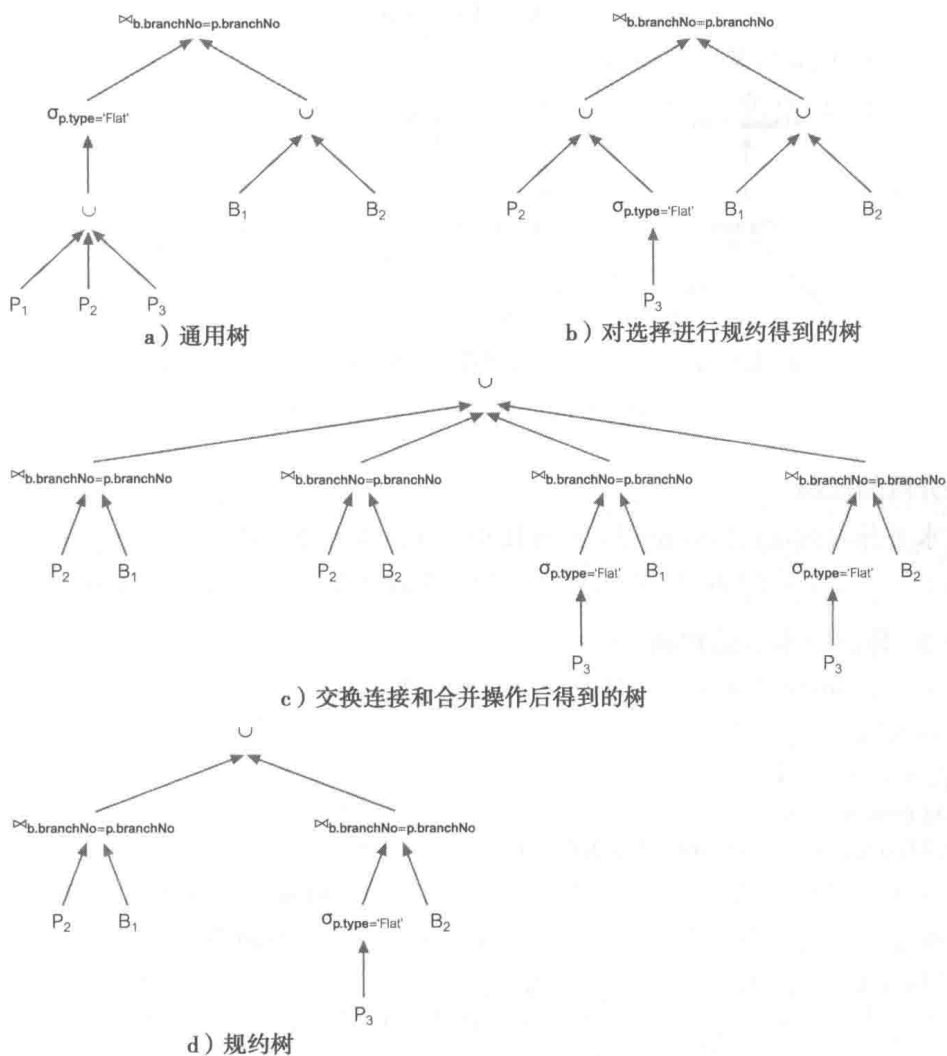 ⋈b.branchNo=p.branchNo ⋈b.branchNo=p.branchNo
σp.type='Flat' ∪ ∪ ∪
∪ B₁ B₂ P₂ σp.type='Flat' B₁ B₂
P₁ P₂ P₃ P₃
a）通用树 b）对选择进行规约得到的树
∪
⋈b.branchNo=p.branchNo ⋈b.branchNo=p.branchNo ⋈b.branchNo=p.branchNo ⋈b.branchNo=p.branchNo
P₂ B₁ P₂ B₂ σp.type='Flat' B₁ σp.type='Flat' B₂
P₃ P₃
c）交换连接和合并操作后得到的树
∪
⋈b.branchNo=p.branchNo ⋈b.branchNo=p.branchNo
P₂ B₁ σp.type='Flat' B₂
P₃
d）规约树